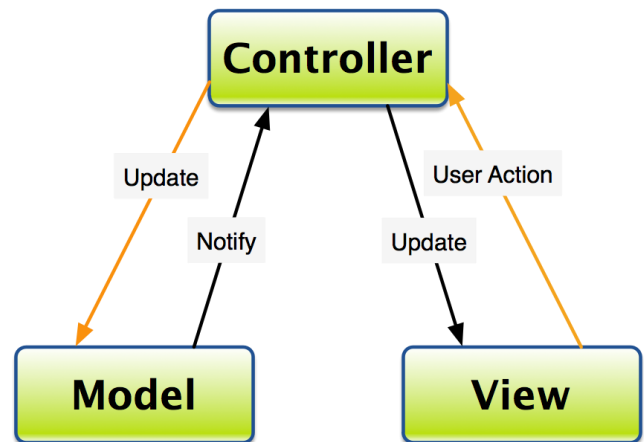 Controller
Update
User Action
Notify
Update
Model
View